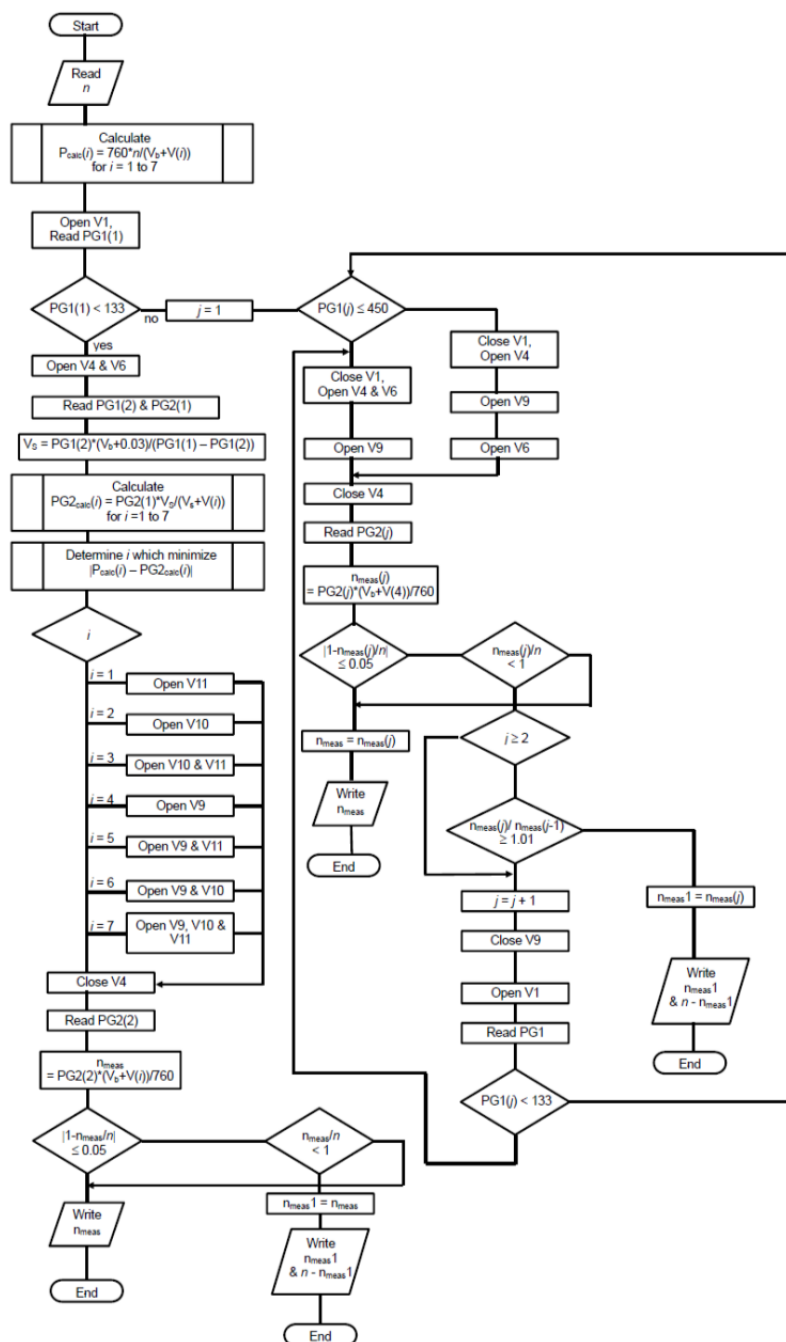 Start
Read
n
Calculate
Pcalc(i) = 760*n/(Vb+V(i))
for i = 1 to 7
Open V1,
Read PG1(1)
PG1(1) < 133
no
yes
j = 1
Open V4 & V6
Read PG1(2) & PG2(1)
VS = PG1(2)*(Vb+0.03)/(PG1(1) – PG1(2))
Calculate
PG2calc(i) = PG2(1)*VS/(Vs+V(i))
for i =1 to 7
Determine i which minimize
|Pcalc(i) – PG2calc(i)|
i
i = 1
Open V11
i = 2
Open V10
i = 3
Open V10 & V11
i = 4
Open V9
i = 5
Open V9 & V11
i = 6
Open V9 & V10
i = 7
Open V9, V10 &
V11
Close V4
Read PG2(2)
nmeas
= PG2(2)*(Vb+V(i))/760
|1-nmeas/n|
≤ 0.05
nmeas/n
< 1
Write
nmeas
End
nmeas1 = nmeas
Write
nmeas1
& n - nmeas1
End
PG1(j) ≤ 450
Close V1,
Open V4
Open V9
Open V6
Close V1,
Open V4 & V6
Open V9
Close V4
Read PG2(j)
nmeas(j)
= PG2(j)*(Vb+V(4))/760
|1-nmeas(j)/n|
≤ 0.05
nmeas(j)/n
< 1
nmeas = nmeas(j)
Write
nmeas
End
j ≥ 2
nmeas(j)/ nmeas(j-1)
≥ 1.01
j = j + 1
Close V9
Open V1
Read PG1
PG1(j) < 133
nmeas1 = nmeas(j)
Write
nmeas1
& n - nmeas1
End